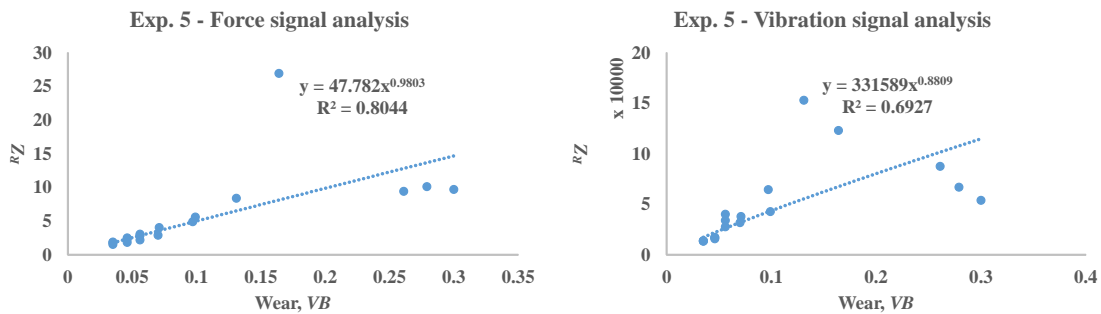 Exp. 5 - Force signal analysis
30
25
20
15
10
5
0
ᴿZ
y = 47.782x^0.9803
R² = 0.8044
0 0.05 0.1 0.15 0.2 0.25 0.3 0.35
Wear, VB
Exp. 5 - Vibration signal analysis
20
15
10
5
0
x 10000
ᴿZ
y = 331589x^0.8809
R² = 0.6927
0 0.1 0.2 0.3 0.4
Wear, VB